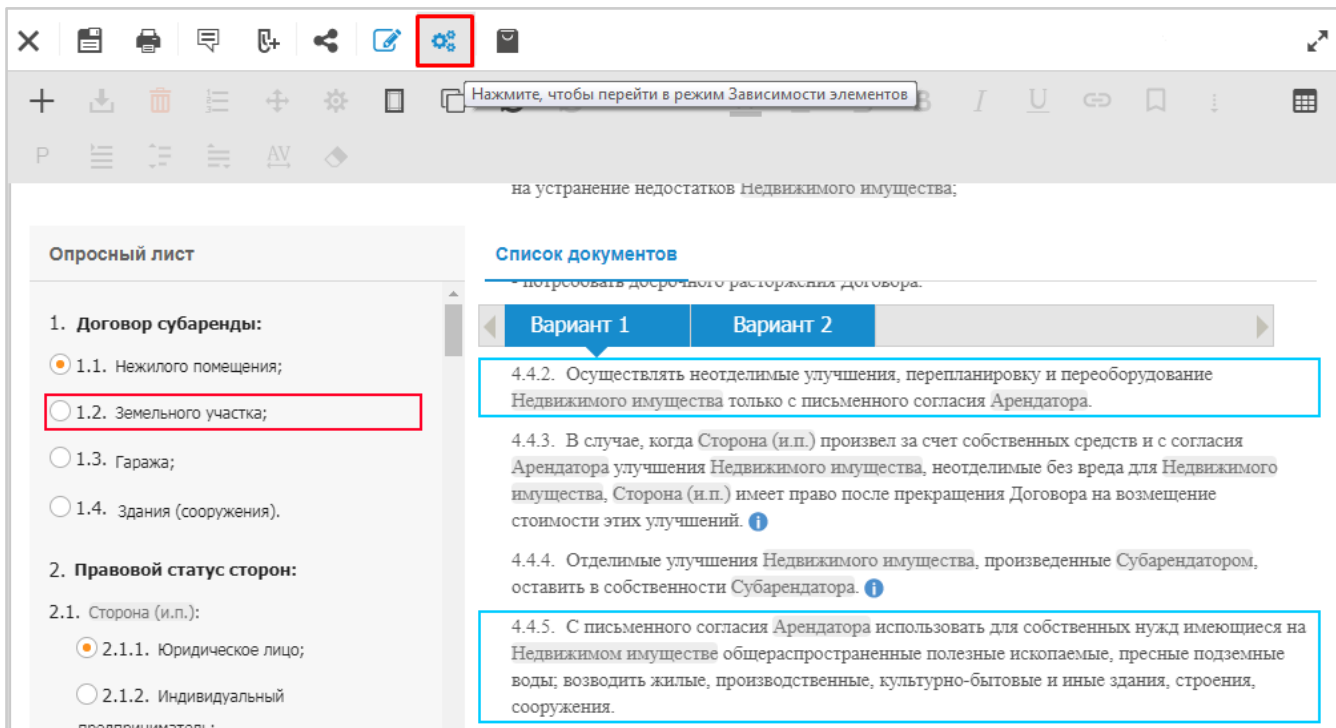 Нажмите, чтобы перейти в режим Зависимости элементов
B I U
P AV
на устранение недостатков Недвижимого имущества;
Опросный лист
Список документов
- потребовать досрочного расторжения Договора.
1. Договор субаренды:
1.1. Нежилого помещения;
1.2. Земельного участка;
1.3. Гаража;
1.4. Здания (сооружения).
2. Правовой статус сторон:
2.1. Сторона (и.п.):
2.1.1. Юридическое лицо;
2.1.2. Индивидуальный
предприниматель;
Вариант 1
Вариант 2
4.4.2. Осуществлять неотделимые улучшения, перепланировку и переоборудование
Недвижимого имущества только с письменного согласия Арендатора.
4.4.3. В случае, когда Сторона (и.п.) произвел за счет собственных средств и с согласия
Арендатора улучшения Недвижимого имущества, неотделимые без вреда для Недвижимого
имущества, Сторона (и.п.) имеет право после прекращения Договора на возмещение
стоимости этих улучшений.
4.4.4. Отделимые улучшения Недвижимого имущества, произведенные Субарендатором,
оставить в собственности Субарендатора.
4.4.5. С письменного согласия Арендатора использовать для собственных нужд имеющиеся на
Недвижимом имуществе общераспространенные полезные ископаемые, пресные подземные
воды; возводить жилые, производственные, культурно-бытовые и иные здания, строения,
сооружения.